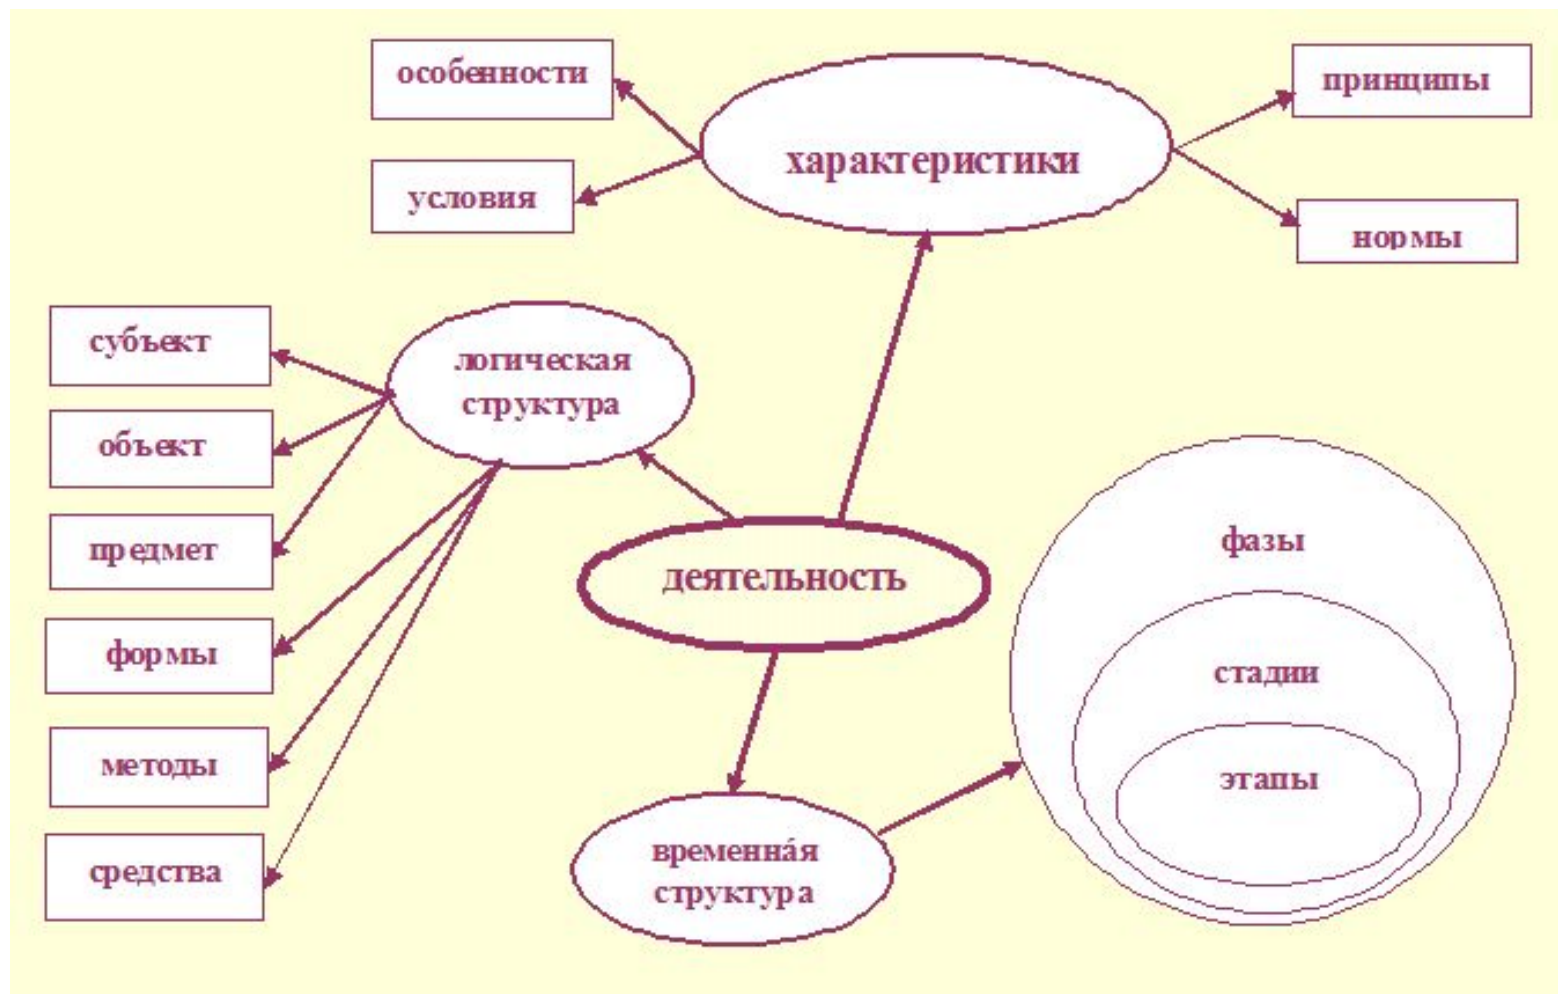 особенности
принципы
характеристики
условия
нормы
субъект
логическая
структура
объект
предмет
фазы
деятельность
формы
стадии
методы
этапы
временнáя
структура
средства